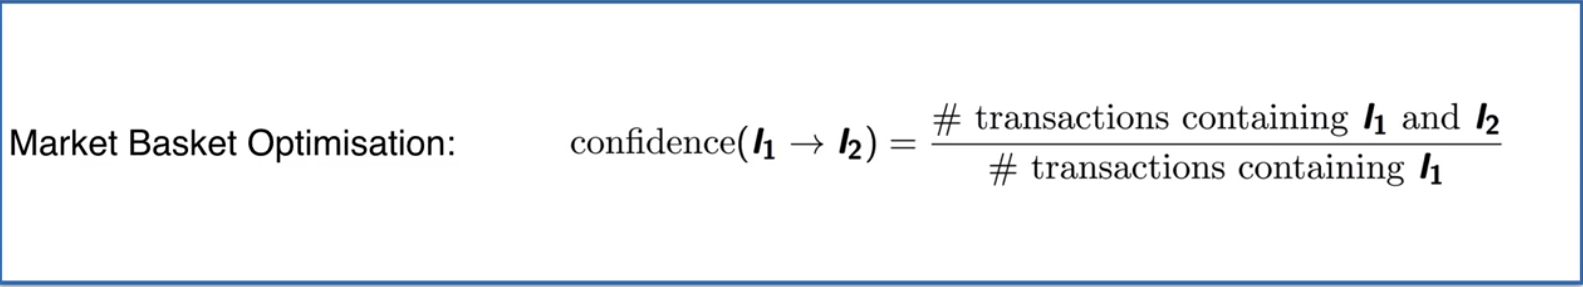 Market Basket Optimisation: confidence(I₁ → I₂) = # transactions containing I₁ and I₂
# transactions containing I₁